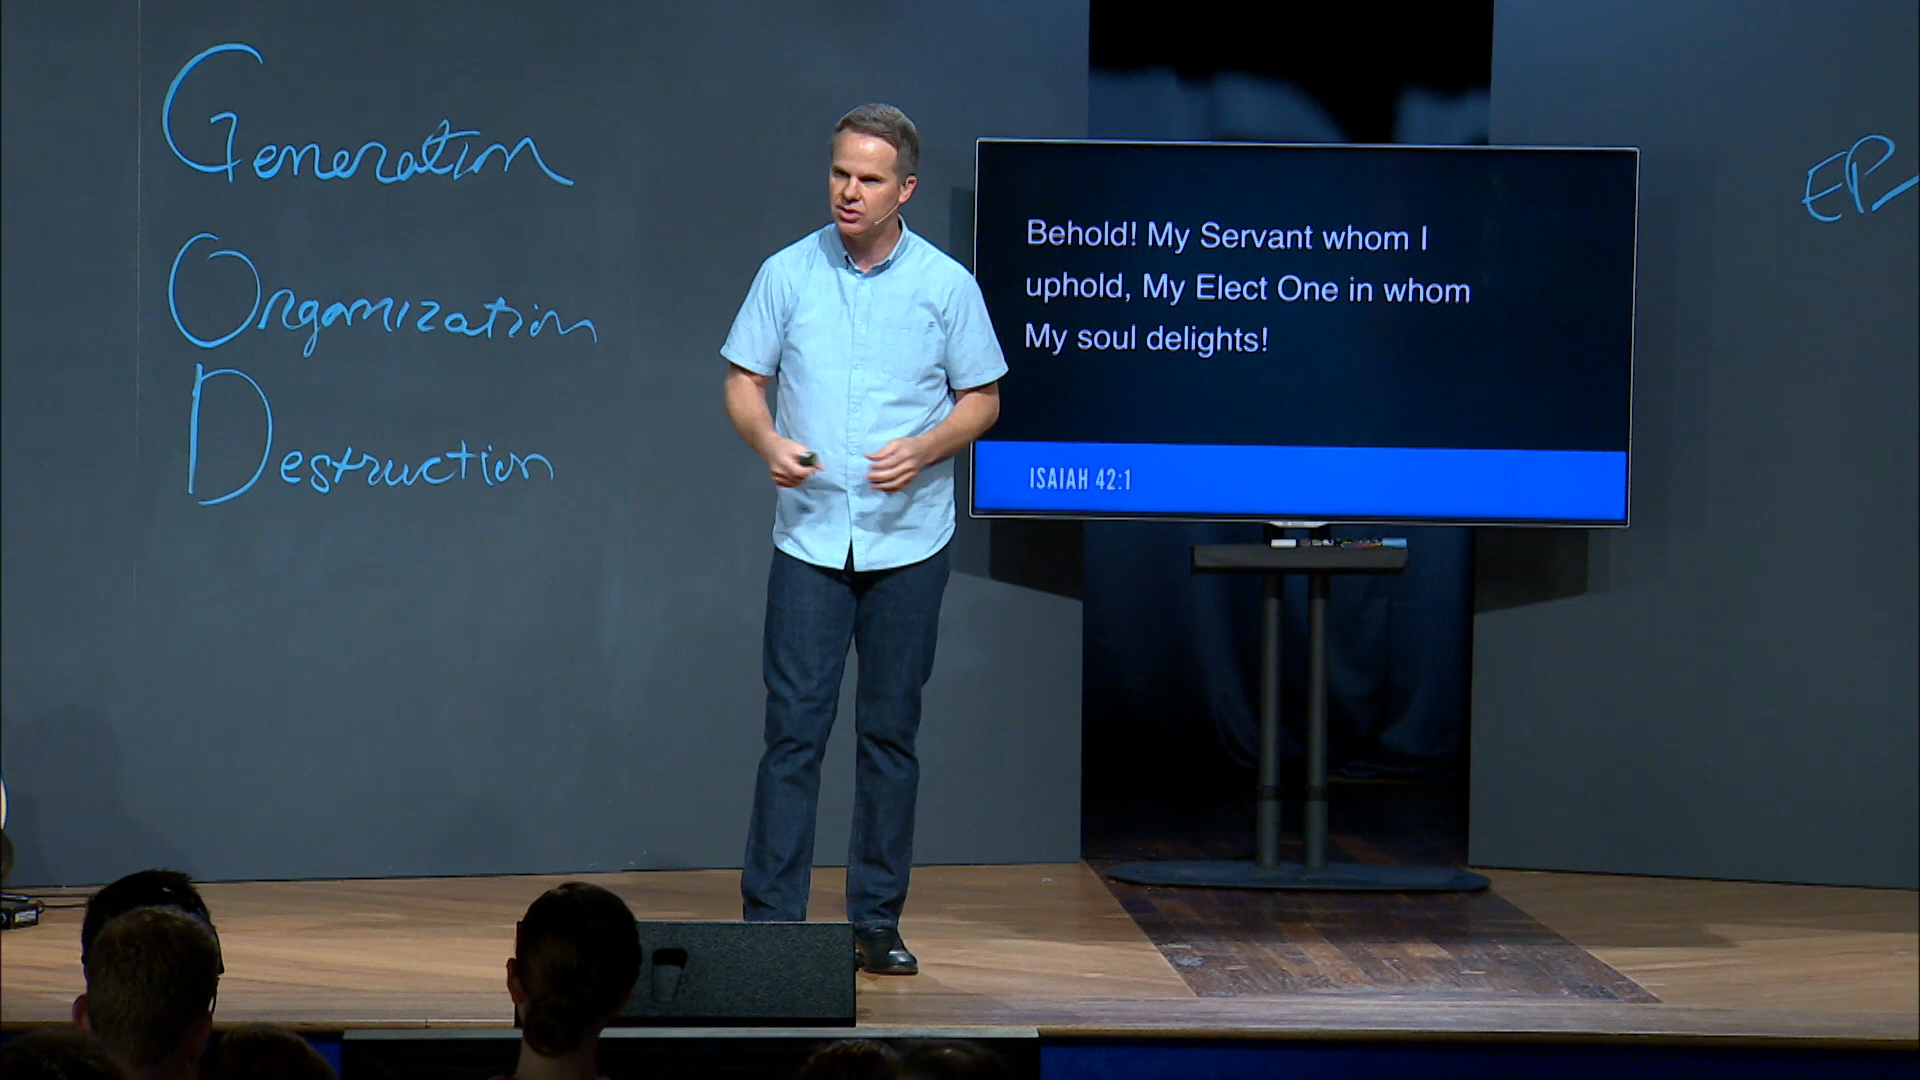 Generation
Organization
Destruction
Behold! My Servant whom I
uphold, My Elect One in whom
My soul delights!
ISAIAH 42:1
EP